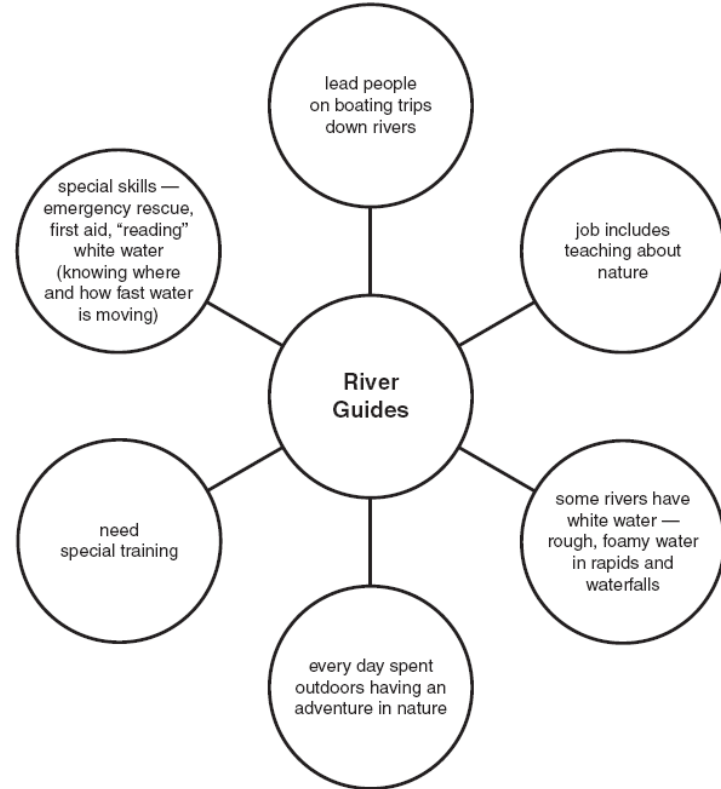 lead people
on boating trips
down rivers
special skills —
emergency rescue,
first aid, “reading”
white water
(knowing where
and how fast water
is moving)
job includes
teaching about
nature
River
Guides
need
special training
some rivers have
white water —
rough, foamy water
in rapids and
waterfalls
every day spent
outdoors having an
adventure in nature